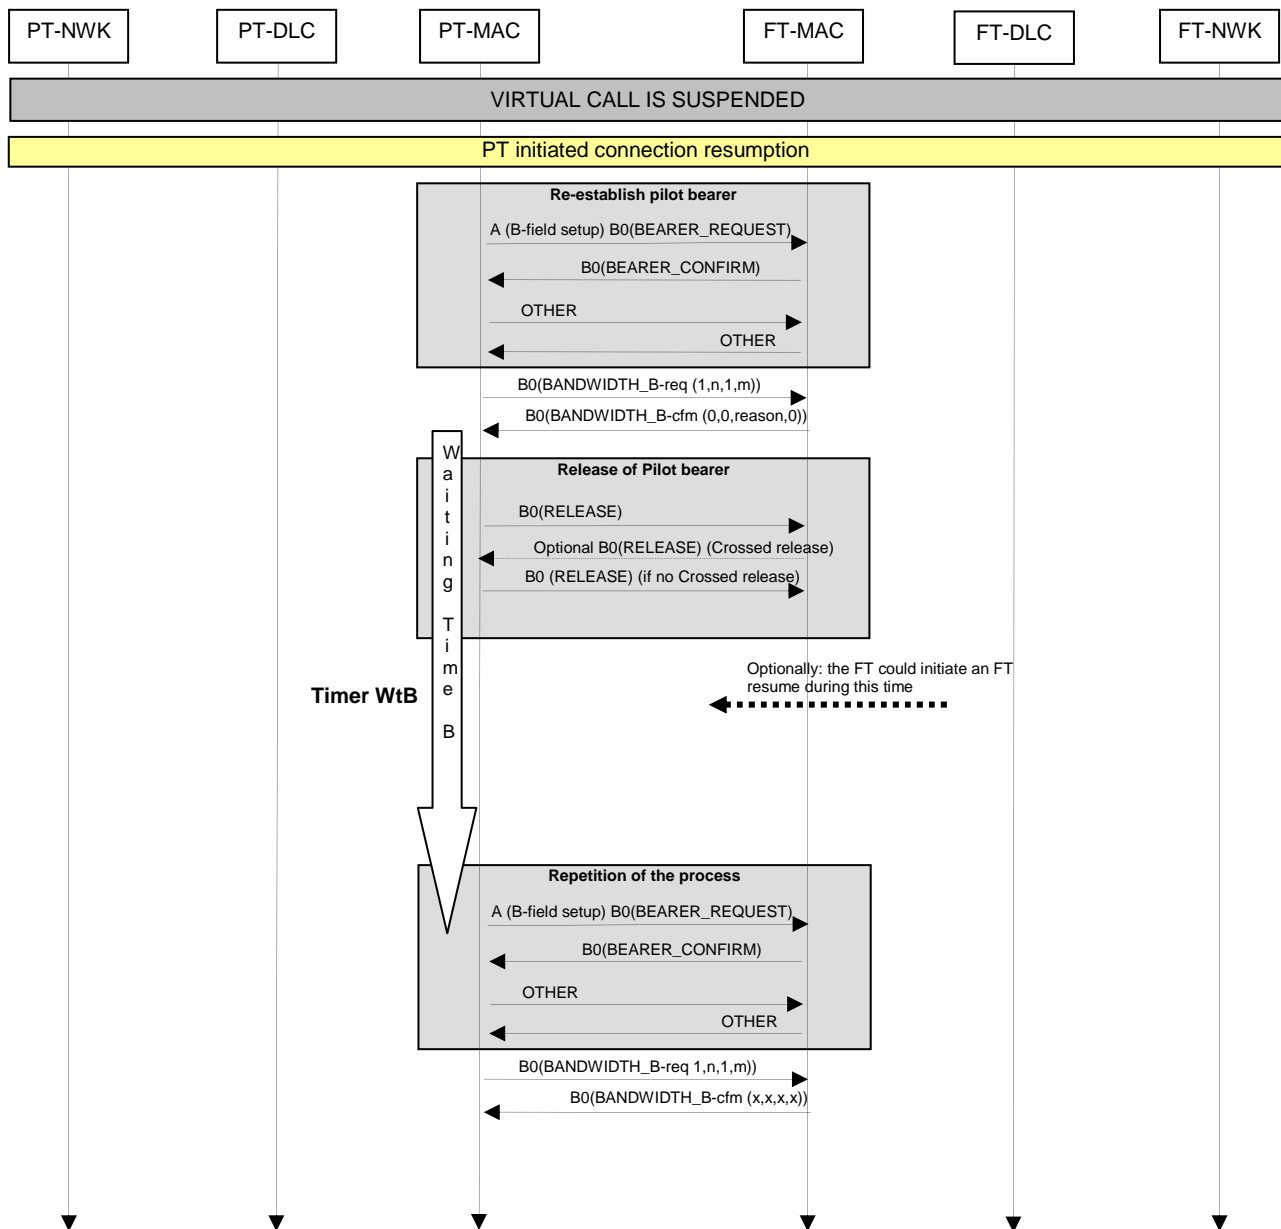 PT-NWK
PT-DLC
PT-MAC
FT-MAC
FT-DLC
FT-NWK
VIRTUAL CALL IS SUSPENDED
PT initiated connection resumption
Re-establish pilot bearer
A (B-field setup) B0(BEARER_REQUEST)
B0(BEARER_CONFIRM)
OTHER
OTHER
B0(BANDWIDTH_B-req (1,n,1,m))
B0(BANDWIDTH_B-cfm (0,0,reason,0))
Waiting Time B
Release of Pilot bearer
B0(RELEASE)
Optional B0(RELEASE) (Crossed release)
B0 (RELEASE) (if no Crossed release)
Timer WtB
Optionally: the FT could initiate an FT
resume during this time
Repetition of the process
A (B-field setup) B0(BEARER_REQUEST)
B0(BEARER_CONFIRM)
OTHER
OTHER
B0(BANDWIDTH_B-req 1,n,1,m))
B0(BANDWIDTH_B-cfm (x,x,x,x))